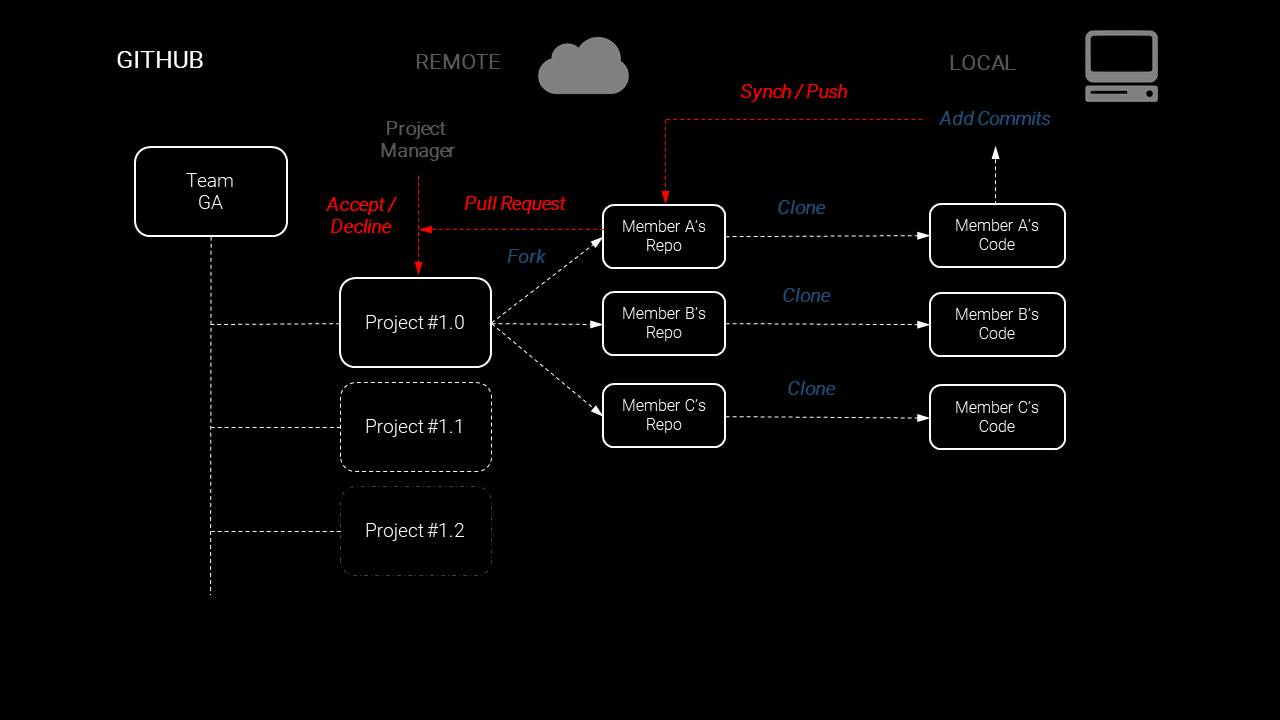 GITHUB
REMOTE
LOCAL
Synch / Push
Add Commits
Project
Manager
Team
GA
Accept /
Decline
Pull Request
Fork
Clone
Member A's
Repo
Member A's
Code
Project #1.0
Member B's
Repo
Clone
Member B's
Code
Member C's
Repo
Clone
Member C's
Code
Project #1.1
Project #1.2